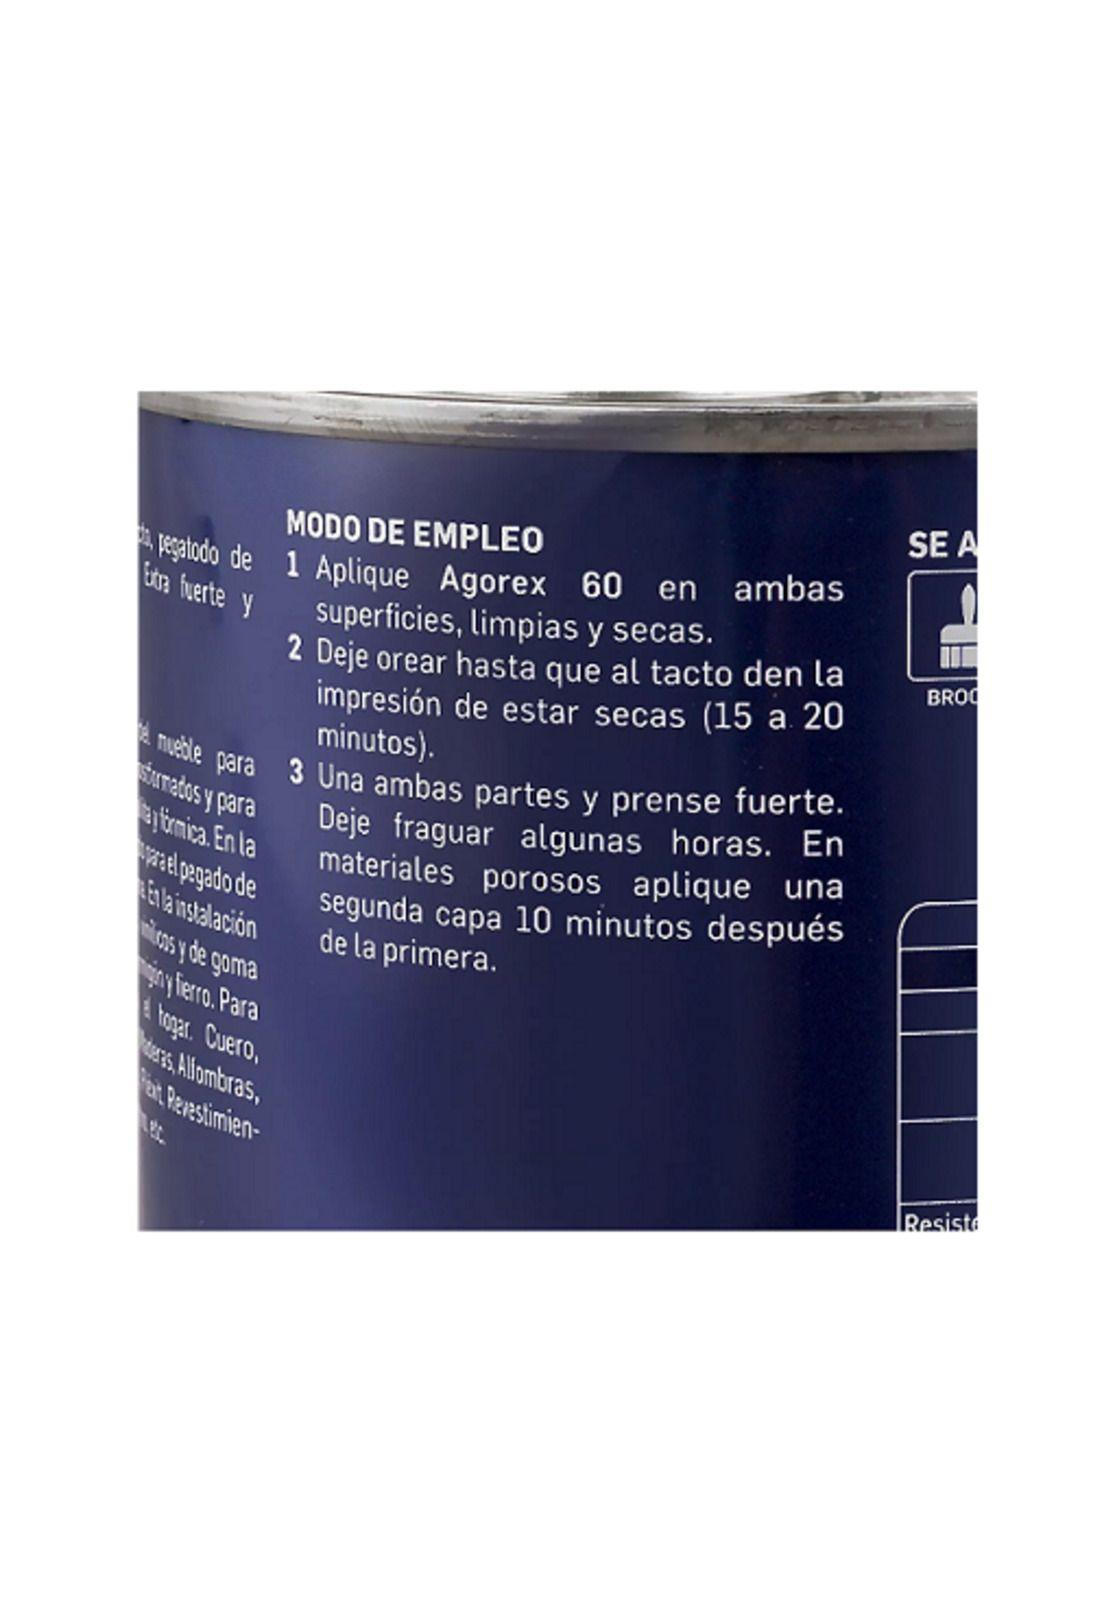 pegatodo de
Extra fuerte y
mueble para
y para
y fórmica. En la
para el pegado de
En la instalación
y de goma
y fierro. Para
el hogar. Cuero,
Alfombras,
Revestimien-
etc.
MODO DE EMPLEO
1 Aplique Agorex 60 en ambas
superficies, limpias y secas.
2 Deje orear hasta que al tacto den la
impresión de estar secas (15 a 20
minutos).
3 Una ambas partes y prense fuerte.
Deje fraguar algunas horas. En
materiales porosos aplique una
segunda capa 10 minutos después
de la primera.
SE A
BROC
Resiste